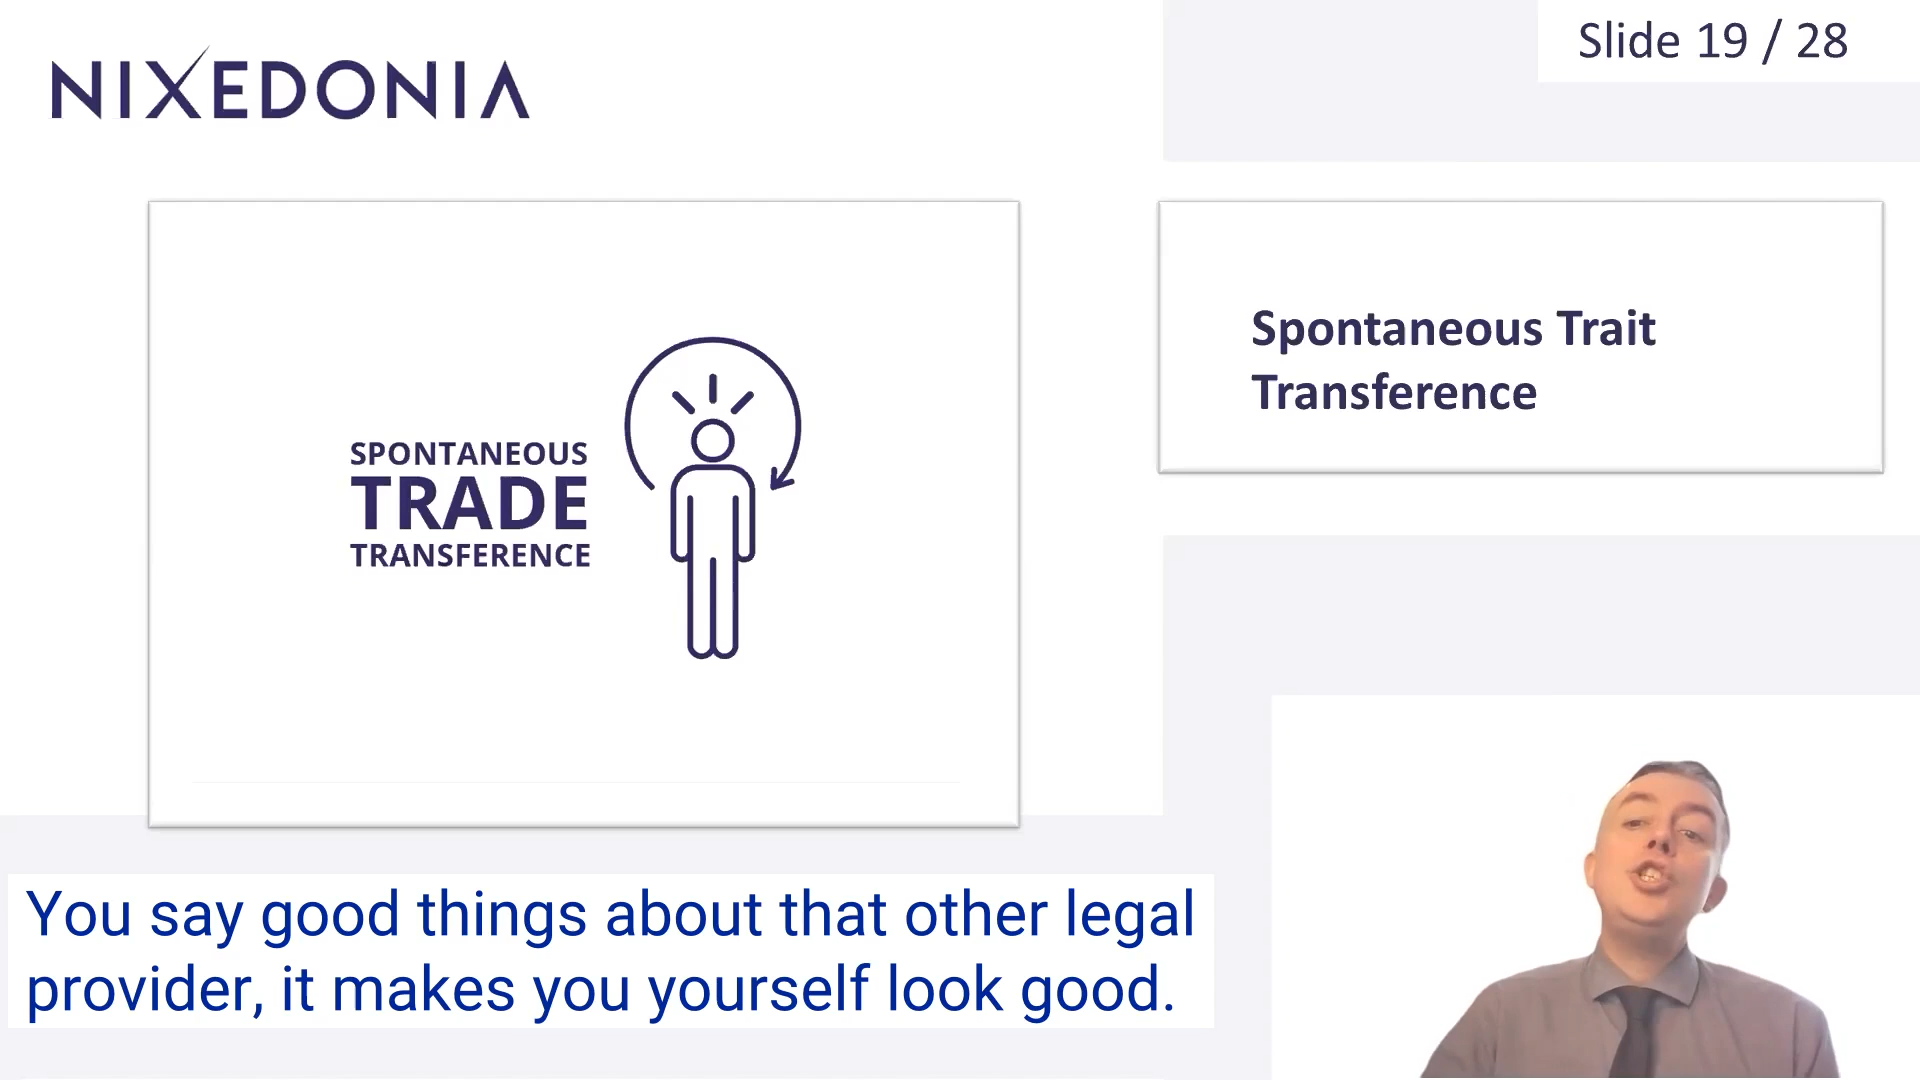 NIXEDONIA
Slide 19 / 28
SPONTANEOUS
TRADE
TRANSFERENCE
Spontaneous Trait
Transference
You say good things about that other legal
provider, it makes you yourself look good.